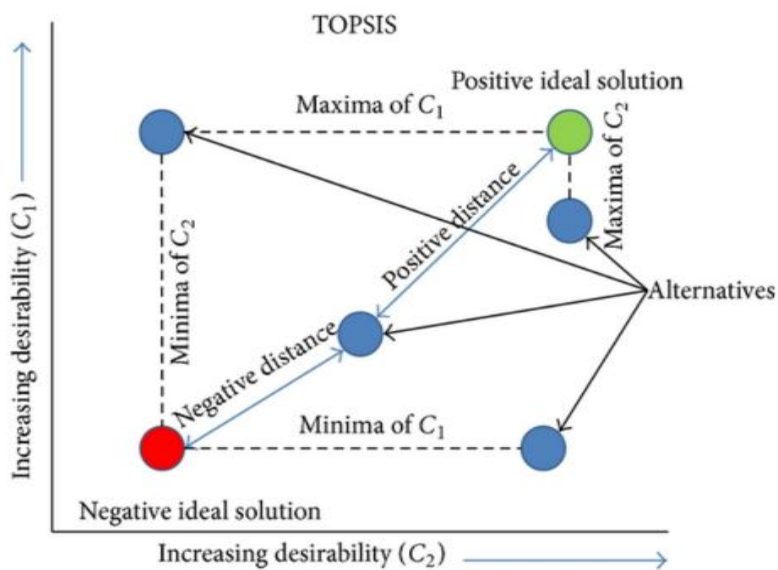 TOPSIS
Positive ideal solution
Maxima of C₁
Maxima of C₂
Positive distance
Minima of C₂
Alternatives
Negative distance
Minima of C₁
Negative ideal solution
Increasing desirability (C₁)
Increasing desirability (C₂)